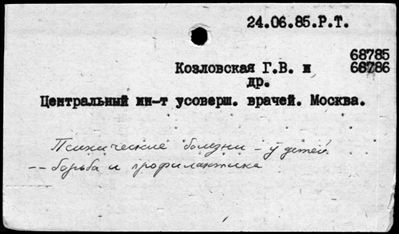 24.06.85.Р.Т.
68785
Козловская Г.В. и 66786
др.
Центральный ин-т усоверш. врачей. Москва.
Психические болезни - у детей
-- борьба и профилактика